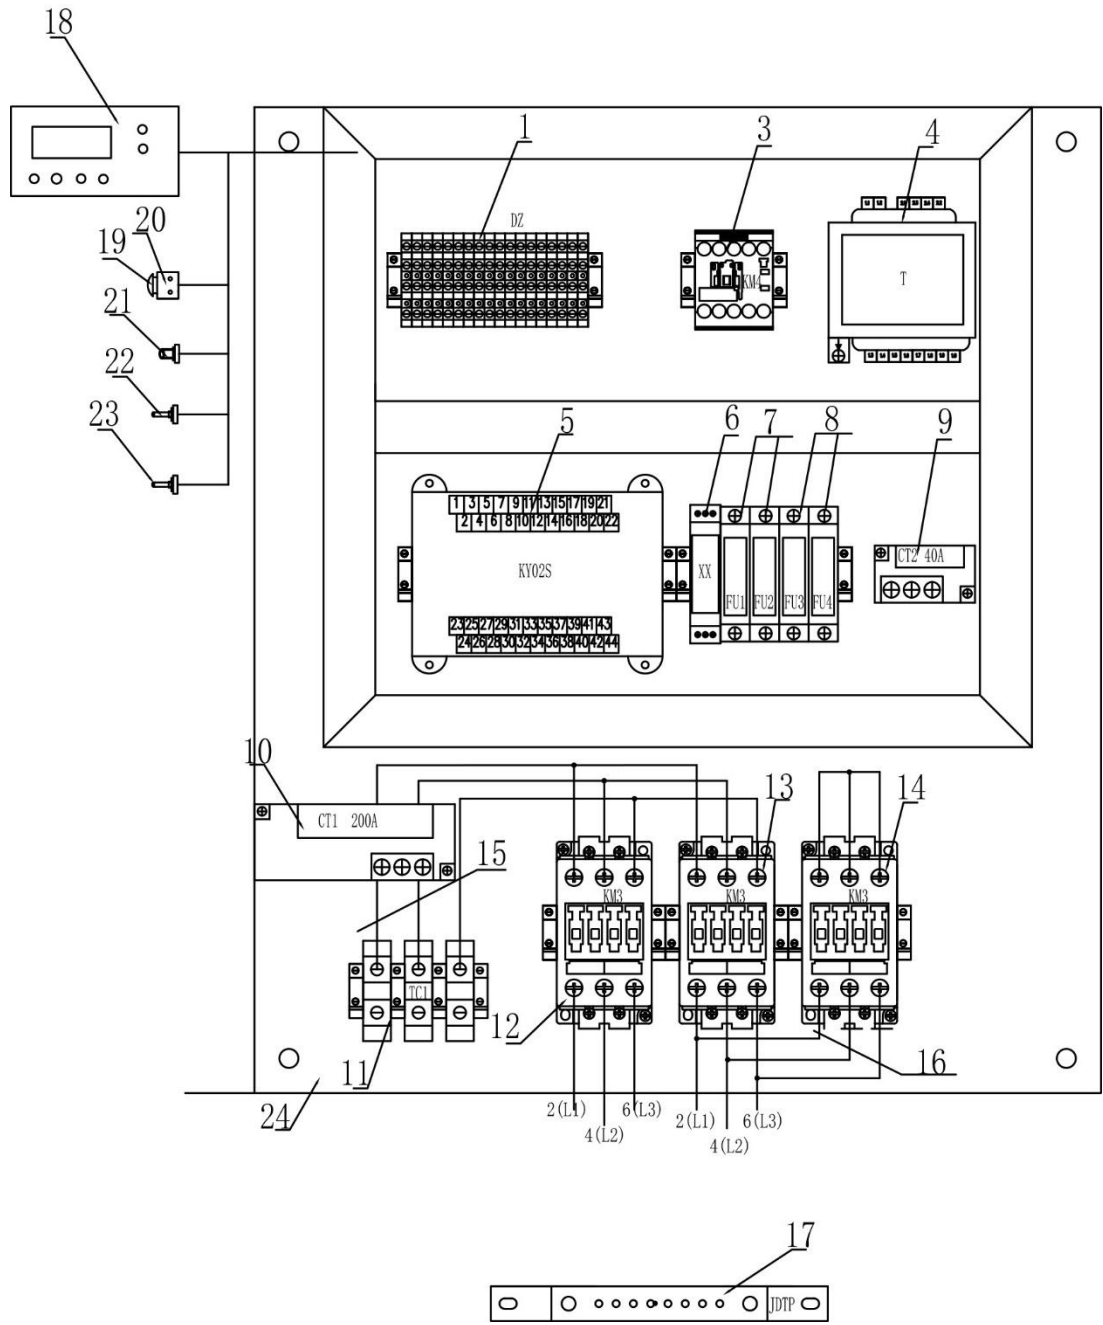 18
1
3
4
DZ
20
19
KM4
T
21
22
23
5
6
7
8
9
1 3 5 7 9 11 13 15 17 19 21
2 4 6 8 10 12 14 16 18 20 22
KY02S
XX
FU1
FU2
FU3
FU4
CT2 40A
23 25 27 29 31 33 35 37 39 41 43
24 26 28 30 32 34 36 38 40 42 44
10
13
14
CT1 200A
15
KM3
KM3
KM3
TC1
12
11
16
24
2(L1)
6(L3)
4(L2)
2(L1)
6(L3)
4(L2)
17
JDTP